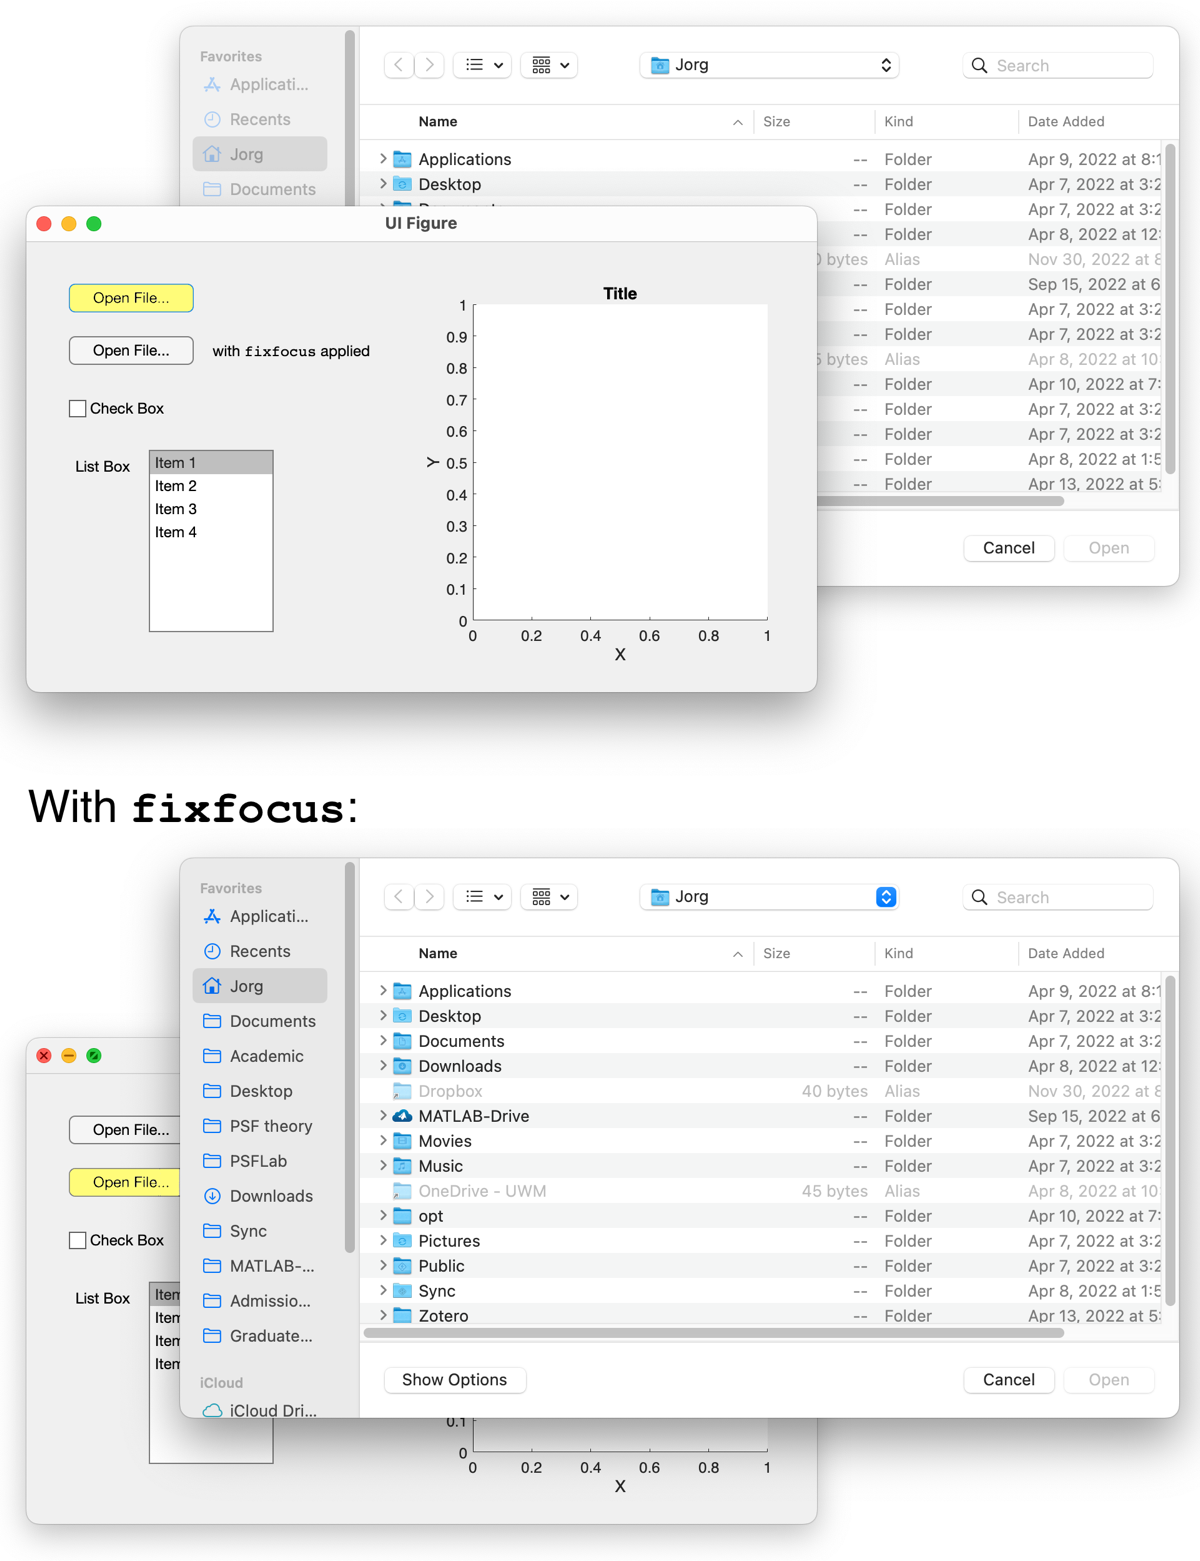 Favorites
Applicati...
Recents
Jorg
Documents
Jorg
Search
Name Size Kind Date Added
Applications -- Folder Apr 9, 2022 at 8:1
Desktop -- Folder Apr 7, 2022 at 3:2
-- Folder Apr 7, 2022 at 3:2
-- Folder Apr 8, 2022 at 12:
bytes Alias Nov 30, 2022 at 8
-- Folder Sep 15, 2022 at 6
-- Folder Apr 7, 2022 at 3:2
-- Folder Apr 7, 2022 at 3:2
bytes Alias Apr 8, 2022 at 10
-- Folder Apr 10, 2022 at 7:
-- Folder Apr 7, 2022 at 3:2
-- Folder Apr 7, 2022 at 3:2
-- Folder Apr 8, 2022 at 1:5
-- Folder Apr 13, 2022 at 5:
Cancel Open
UI Figure
Open File...
Open File... with fixfocus applied
Check Box
List Box
Item 1
Item 2
Item 3
Item 4
Title
1
0.9
0.8
0.7
0.6
0.5
0.4
0.3
0.2
0.1
0
Y
0 0.2 0.4 0.6 0.8 1
X
With fixfocus:
Favorites
Applicati...
Recents
Jorg
Documents
Academic
Desktop
PSF theory
PSFLab
Downloads
Sync
MATLAB-...
Admissio...
Graduate...
iCloud
iCloud Dri...
Jorg
Search
Name Size Kind Date Added
Applications -- Folder Apr 9, 2022 at 8:1
Desktop -- Folder Apr 7, 2022 at 3:2
Documents -- Folder Apr 7, 2022 at 3:2
Downloads -- Folder Apr 8, 2022 at 12:
Dropbox 40 bytes Alias Nov 30, 2022 at 8
MATLAB-Drive -- Folder Sep 15, 2022 at 6
Movies -- Folder Apr 7, 2022 at 3:2
Music -- Folder Apr 7, 2022 at 3:2
OneDrive - UWM 45 bytes Alias Apr 8, 2022 at 10
opt -- Folder Apr 10, 2022 at 7:
Pictures -- Folder Apr 7, 2022 at 3:2
Public -- Folder Apr 7, 2022 at 3:2
Sync -- Folder Apr 8, 2022 at 1:5
Zotero -- Folder Apr 13, 2022 at 5:
Show Options Cancel Open
Open File...
Open File...
Check Box
List Box
Item
Item
Item
Item
0.1
0
0 0.2 0.4 0.6 0.8 1
X